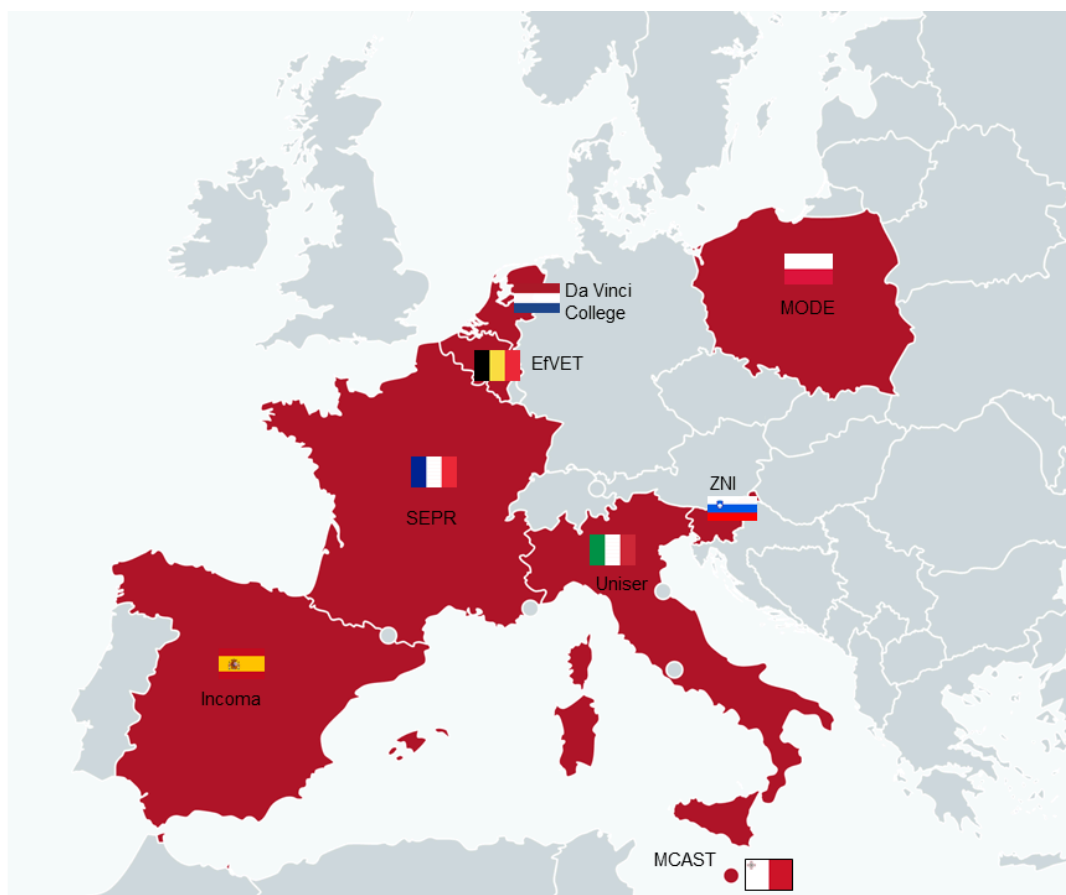 Da Vinci
College
MODE
EfVET
ZNI
SEPR
Uniser
Incoma
MCAST